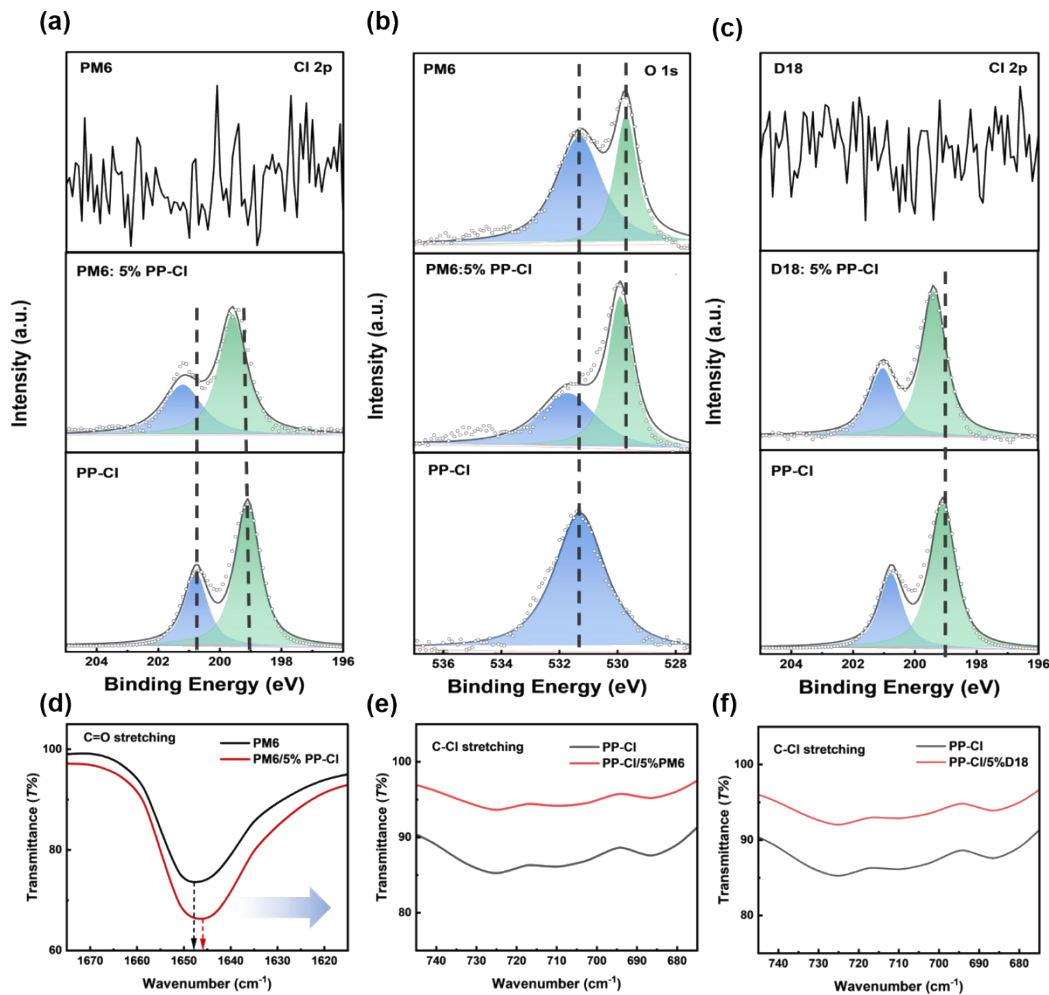 (a)
PM6 Cl 2p
PM6: 5% PP-Cl
PP-Cl
Intensity (a.u.)
204 202 200 198 196
Binding Energy (eV)
(b)
PM6 O 1s
PM6:5% PP-Cl
PP-Cl
Intensity (a.u.)
536 534 532 530 528
Binding Energy (eV)
(c)
D18 Cl 2p
D18: 5% PP-Cl
PP-Cl
Intensity (a.u.)
204 202 200 198 196
Binding Energy (eV)
(d)
C=O stretching
PM6
PM6/5% PP-Cl
Transmittance (T%)
100
80
60
1670 1660 1650 1640 1630 1620
Wavenumber (cm⁻¹)
(e)
C-Cl stretching
PP-Cl
PP-Cl/5%PM6
Transmittance (T%)
100
90
80
740 730 720 710 700 690 680
Wavenumber (cm⁻¹)
(f)
C-Cl stretching
PP-Cl
PP-Cl/5%D18
Transmittance (T%)
100
90
80
740 730 720 710 700 690 680
Wavenumber (cm⁻¹)